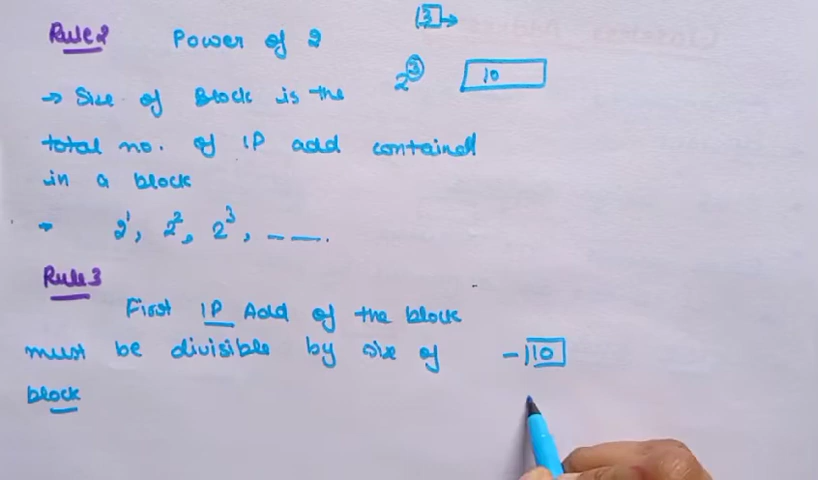 13→
Rule2 Power of 2
2³ 10
→ Size of Block is the
total no. of IP add contained
in a block
→ 2¹, 2², 2³, — — —.
Rule3
First IP Add of the block
must be divisible by size of
block